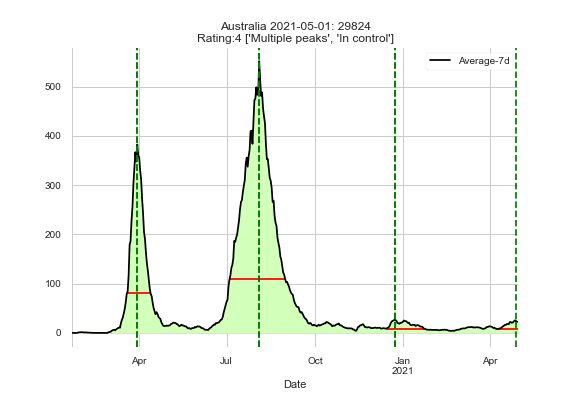 Australia 2021-05-01: 29824
Rating:4 ['Multiple peaks', 'In control']
Average-7d
500
400
300
200
100
0
Apr
Jul
Oct
Jan
2021
Apr
Date